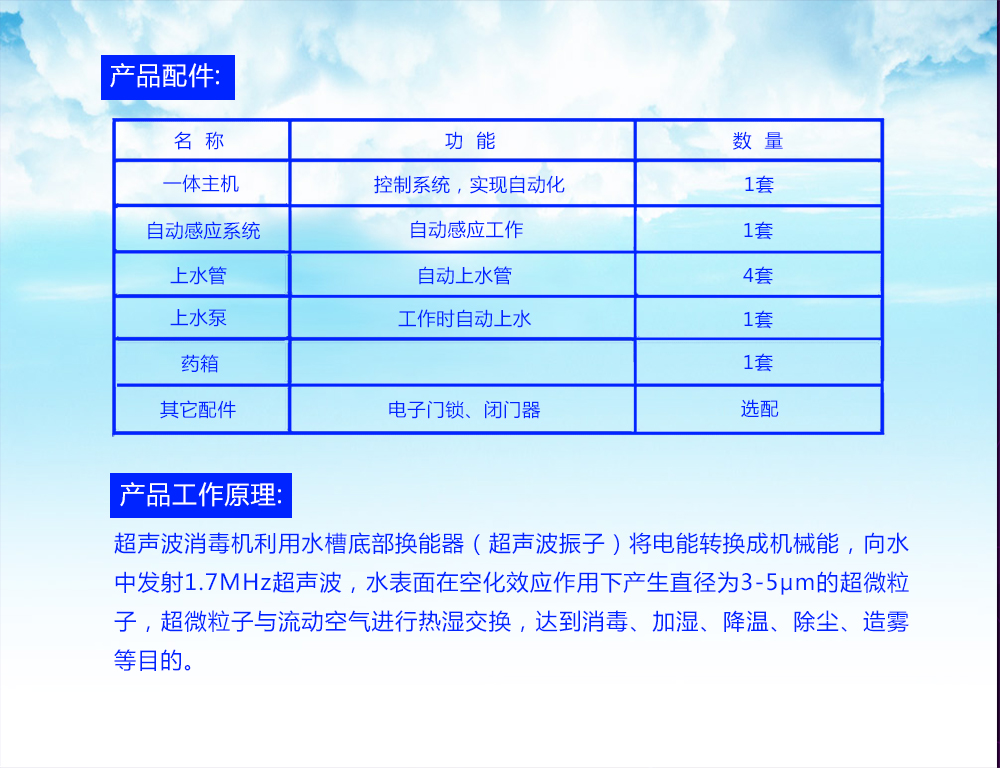 产品配件:
名 称 功 能 数 量
一体主机 控制系统，实现自动化 1套
自动感应系统 自动感应工作 1套
上水管 自动上水管 4套
上水泵 工作时自动上水 1套
药箱 1套
其它配件 电子门锁、闭门器 选配
产品工作原理:
超声波消毒机利用水槽底部换能器（超声波振子）将电能转换成机械能，向水
中发射1.7MHz超声波，水表面在空化效应作用下产生直径为3-5μm的超微粒
子，超微粒子与流动空气进行热湿交换，达到消毒、加湿、降温、除尘、造雾
等目的。